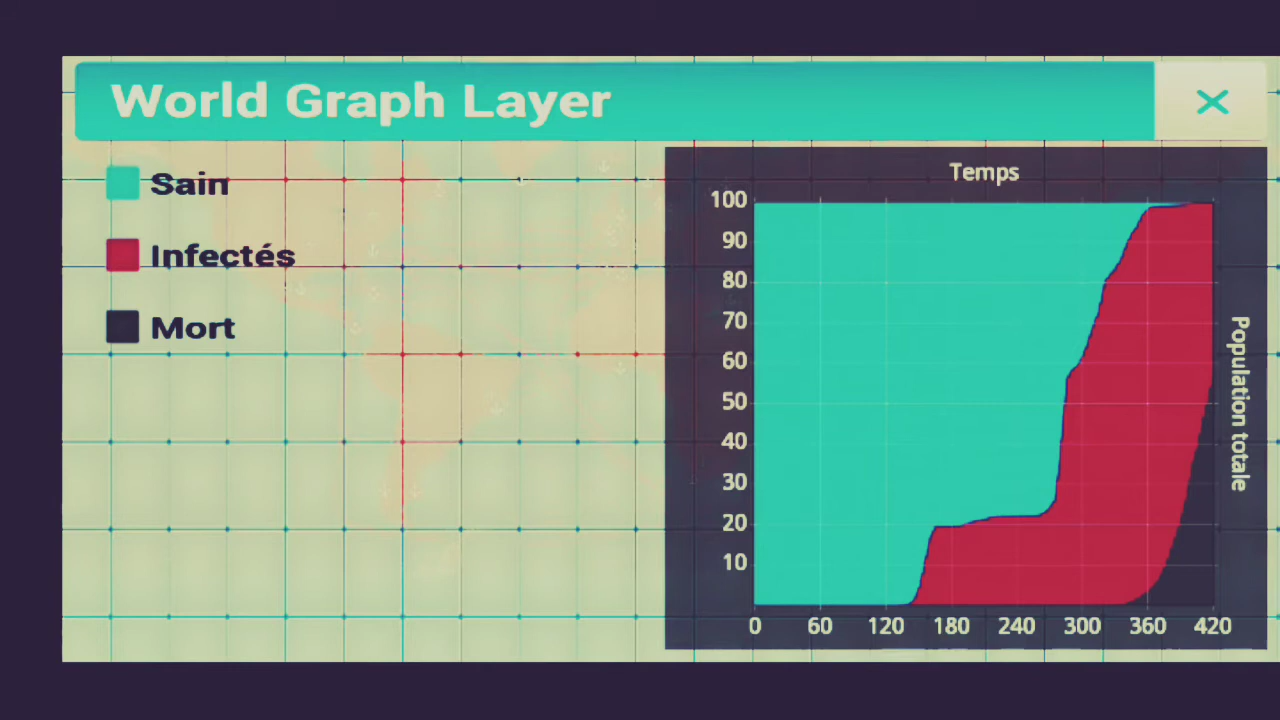 World Graph Layer
Sain
Infectés
Mort
Temps
100
90
80
70
60
50
40
30
20
10
0 60 120 180 240 300 360 420
Population totale